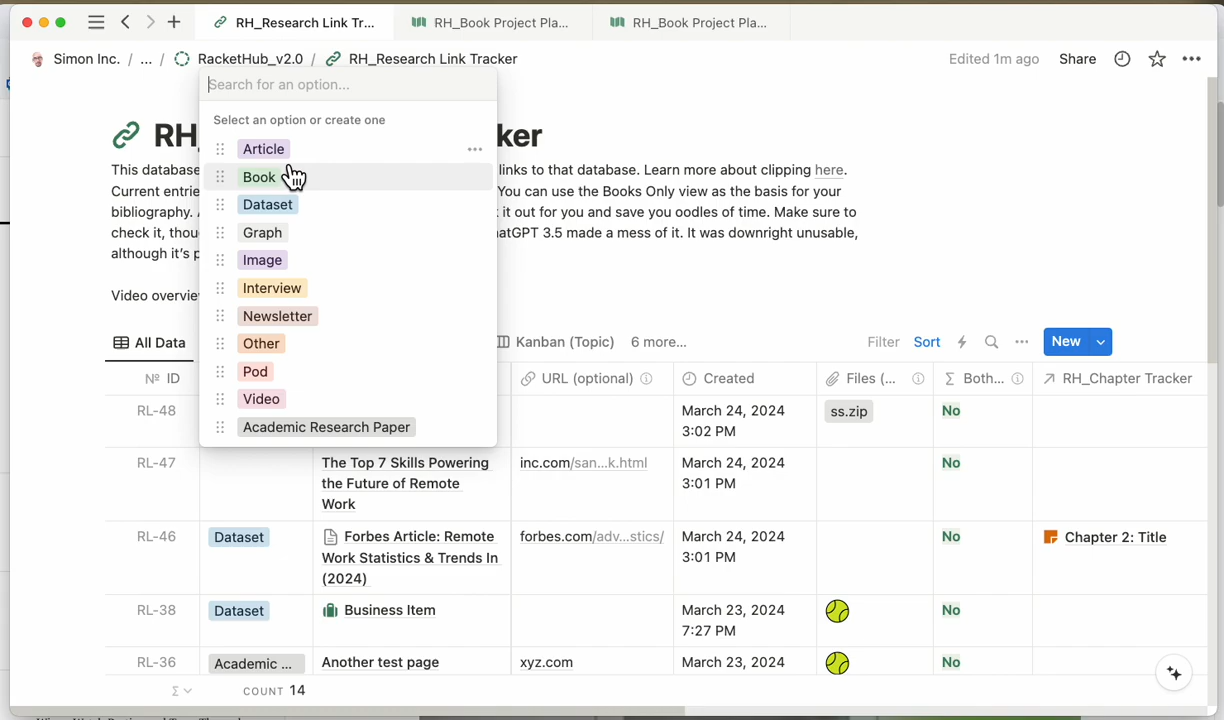 RH_Research Link Tr...
RH_Book Project Pla...
RH_Book Project Pla...
Simon Inc. / ... / RacketHub_v2.0 / RH_Research Link Tracker
Edited 1m ago
Share
Search for an option...
Select an option or create one
Article
Book
Dataset
Graph
Image
Interview
Newsletter
Other
Pod
Video
Academic Research Paper
RH_ ker
This database links to that database. Learn more about clipping here.
Current entrie You can use the Books Only view as the basis for your
bibliography. it out for you and save you oodles of time. Make sure to
check it, thou atGPT 3.5 made a mess of it. It was downright unusable,
although it's p
Video overvie
All Data
Kanban (Topic)
6 more...
Filter
Sort
New
Nº ID
URL (optional)
Created
Files (...
Σ Both...
RH_Chapter Tracker
RL-48
March 24, 2024
3:02 PM
ss.zip
No
RL-47
The Top 7 Skills Powering
the Future of Remote
Work
inc.com/san...k.html
March 24, 2024
3:01 PM
No
RL-46
Dataset
Forbes Article: Remote
Work Statistics & Trends In
(2024)
forbes.com/adv...stics/
March 24, 2024
3:01 PM
No
Chapter 2: Title
RL-38
Dataset
Business Item
March 23, 2024
7:27 PM
No
RL-36
Academic ...
Another test page
xyz.com
March 23, 2024
No
Σ
COUNT 14